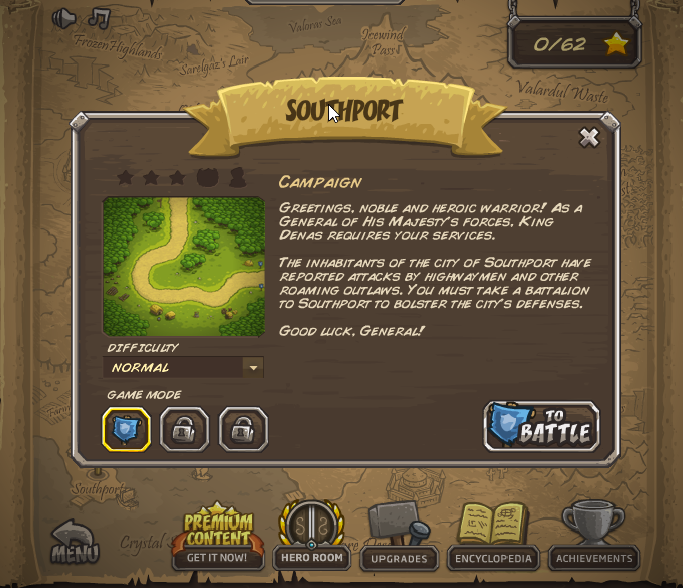 Valoras Sea
Frozen Highlands
Icewind
Pass
Sarelgaz's Lair
0/62
Valardul Waste
SOUTHPORT
CAMPAIGN
GREETINGS, NOBLE AND HEROIC WARRIOR! AS A
GENERAL OF HIS MAJESTY'S FORCES, KING
DENAS REQUIRES YOUR SERVICES.
THE INHABITANTS OF THE CITY OF SOUTHPORT HAVE
REPORTED ATTACKS BY HIGHWAYMEN AND OTHER
ROAMING OUTLAWS. YOU MUST TAKE A BATTALION
TO SOUTHPORT TO BOLSTER THE CITY'S DEFENSES.
GOOD LUCK, GENERAL!
DIFFICULTY
NORMAL
GAME MODE
TO
BATTLE
Southport
Crystal
MENU
PREMIUM
CONTENT
GET IT NOW!
HERO ROOM
UPGRADES
ENCYCLOPEDIA
ACHIEVEMENTS